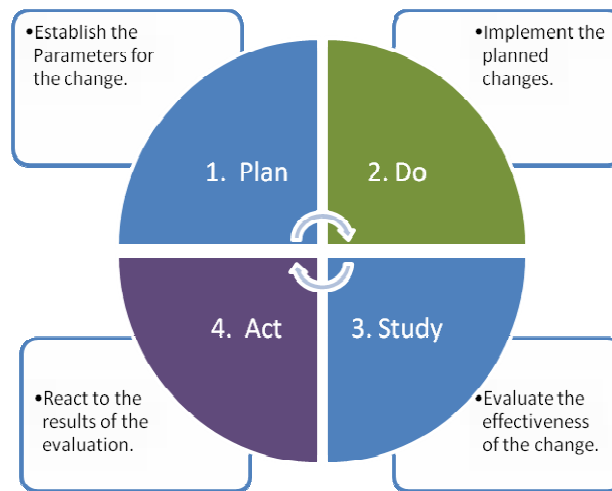 •Establish the
Parameters for
the change.
•Implement the
planned
changes.
1. Plan
2. Do
4. Act
3. Study
•React to the
results of the
evaluation.
•Evaluate the
effectiveness
of the change.